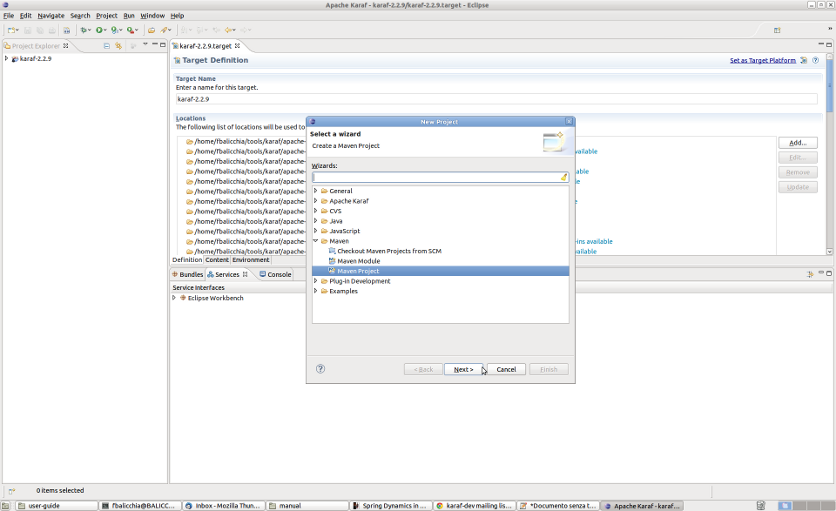 Apache Karaf - karaf-2.2.9/karaf-2.2.9.target - Eclipse
File Edit Navigate Search Project Run Window Help
Project Explorer
karaf-2.2.9.target
karaf-2.2.9
Target Definition
Set as Target Platform
Target Name
Enter a name for this target.
karaf-2.2.9
Locations
The following list of locations will be used to
/home/fbalicchia/tools/karaf/apache-
/home/fbalicchia/tools/karaf/apache-
vailable
/home/fbalicchia/tools/karaf/apache-
/home/fbalicchia/tools/karaf/apache-
able
/home/fbalicchia/tools/karaf/apache-
e
/home/fbalicchia/tools/karaf/apache-
/home/fbalicchia/tools/karaf/apache-
e
/home/fbalicchia/tools/karaf/apache-
/home/fbalicchia/tools/karaf/apache-
/home/fbalicchia/tools/karaf/apache-
/home/fbalicchia/tools/karaf/apache-
ins available
/home/fbalicchia/tools/karaf/apache-
available
Add...
Edit...
Remove
Update
Definition Content Environment
Bundles Services Console
Service Interfaces
Eclipse Workbench
New Project
Select a wizard
Create a Maven Project
Wizards:
General
Apache Karaf
CVS
Java
JavaScript
Maven
Checkout Maven Projects from SCM
Maven Module
Maven Project
Plug-in Development
Examples
< Back Next > Cancel Finish
0 items selected
user-guide
fbalicchia@BALICC...
Inbox - Mozilla Thun...
manual
Spring Dynamics in ...
karaf-dev mailing lis...
*Documento senza t...
Apache Karaf - karaf...